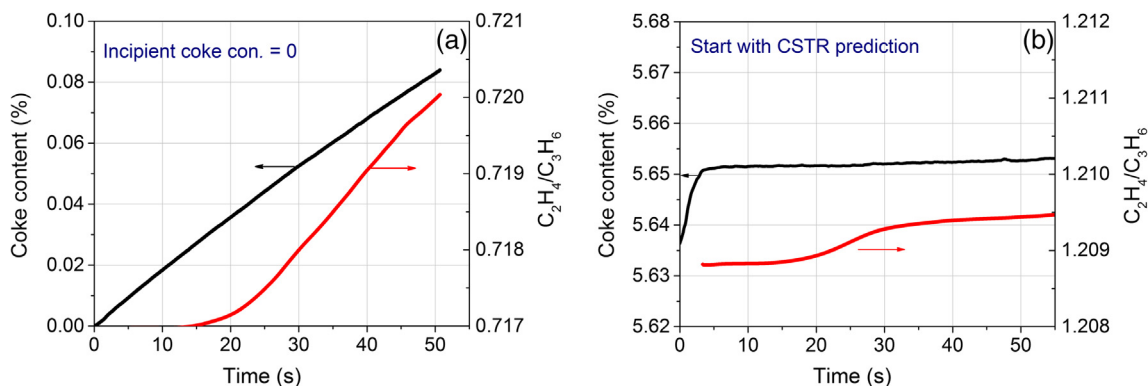 (a)
Incipient coke con. = 0
Coke content (%)
0.10
0.08
0.06
0.04
0.02
0.00
0.721
0.720
0.719
0.718
0.717
C₂H₄/C₃H₆
0 10 20 30 40 50
Time (s)
(b)
Start with CSTR prediction
Coke content (%)
5.68
5.67
5.66
5.65
5.64
5.63
5.62
1.212
1.211
1.210
1.209
1.208
C₂H₄/C₃H₆
0 10 20 30 40 50
Time (s)